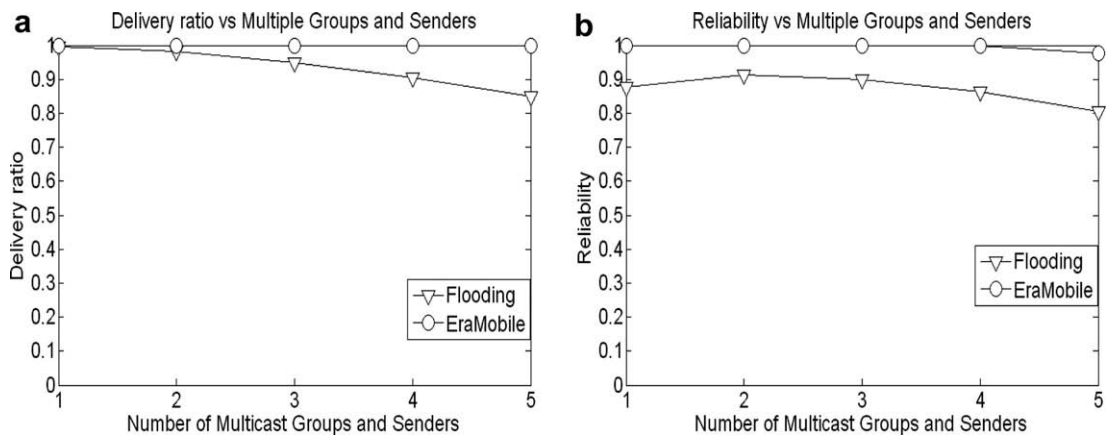 a
Delivery ratio vs Multiple Groups and Senders
1
0.9
0.8
0.7
0.6
0.5
0.4
0.3
0.2
0.1
0
Delivery ratio
Flooding
EraMobile
1 2 3 4 5
Number of Multicast Groups and Senders
b
Reliability vs Multiple Groups and Senders
1
0.9
0.8
0.7
0.6
0.5
0.4
0.3
0.2
0.1
0
Reliability
Flooding
EraMobile
1 2 3 4 5
Number of Multicast Groups and Senders